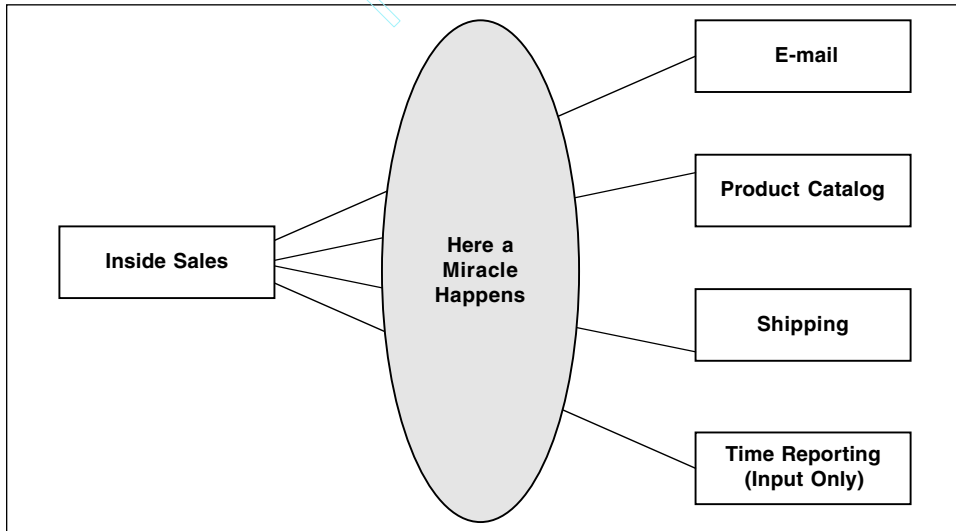 E-mail
Product Catalog
Inside Sales
Here a
Miracle
Happens
Shipping
Time Reporting
(Input Only)